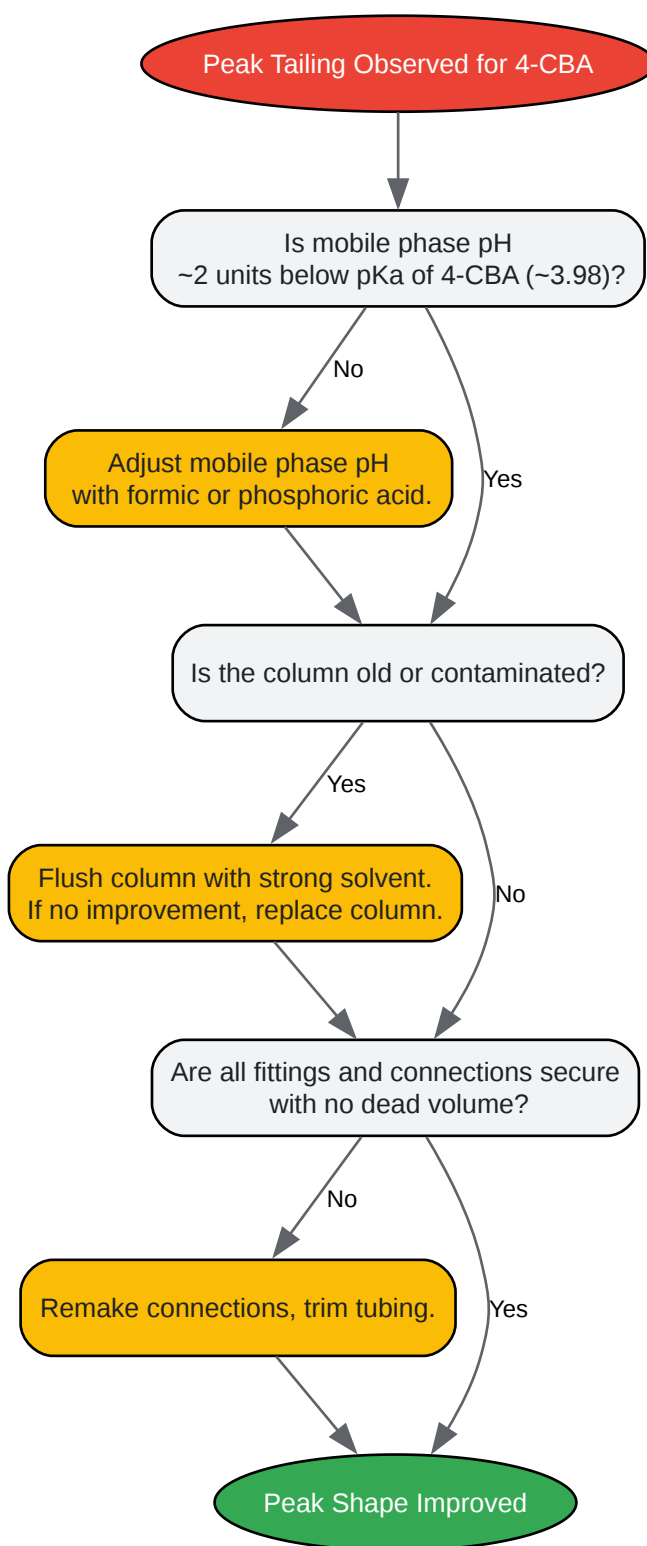 Peak Tailing Observed for 4-CBA
Is mobile phase pH
~2 units below pKa of 4-CBA (~3.98)?
No
Yes
Adjust mobile phase pH
with formic or phosphoric acid.
Is the column old or contaminated?
Yes
No
Flush column with strong solvent.
If no improvement, replace column.
Are all fittings and connections secure
with no dead volume?
No
Yes
Remake connections, trim tubing.
Peak Shape Improved